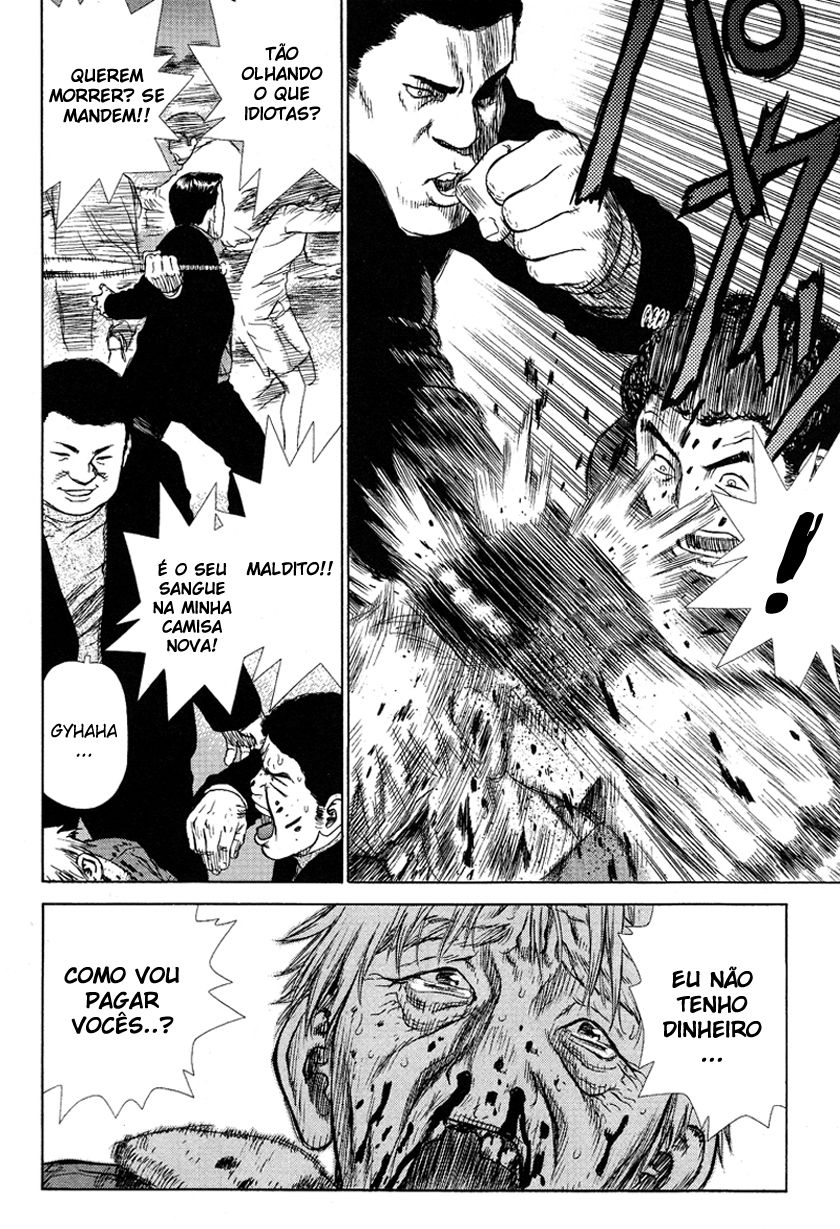 !
TÃO
OLHANDO
O QUE
IDIOTAS?
QUEREM
MORRER? SE
MANDEM!!
MALDITO!!
É O SEU
SANGUE
NA MINHA
CAMISA
NOVA!
GYHAHA
...
EU NÃO
TENHO
DINHEIRO
...
COMO VOU
PAGAR
VOCÊS..?